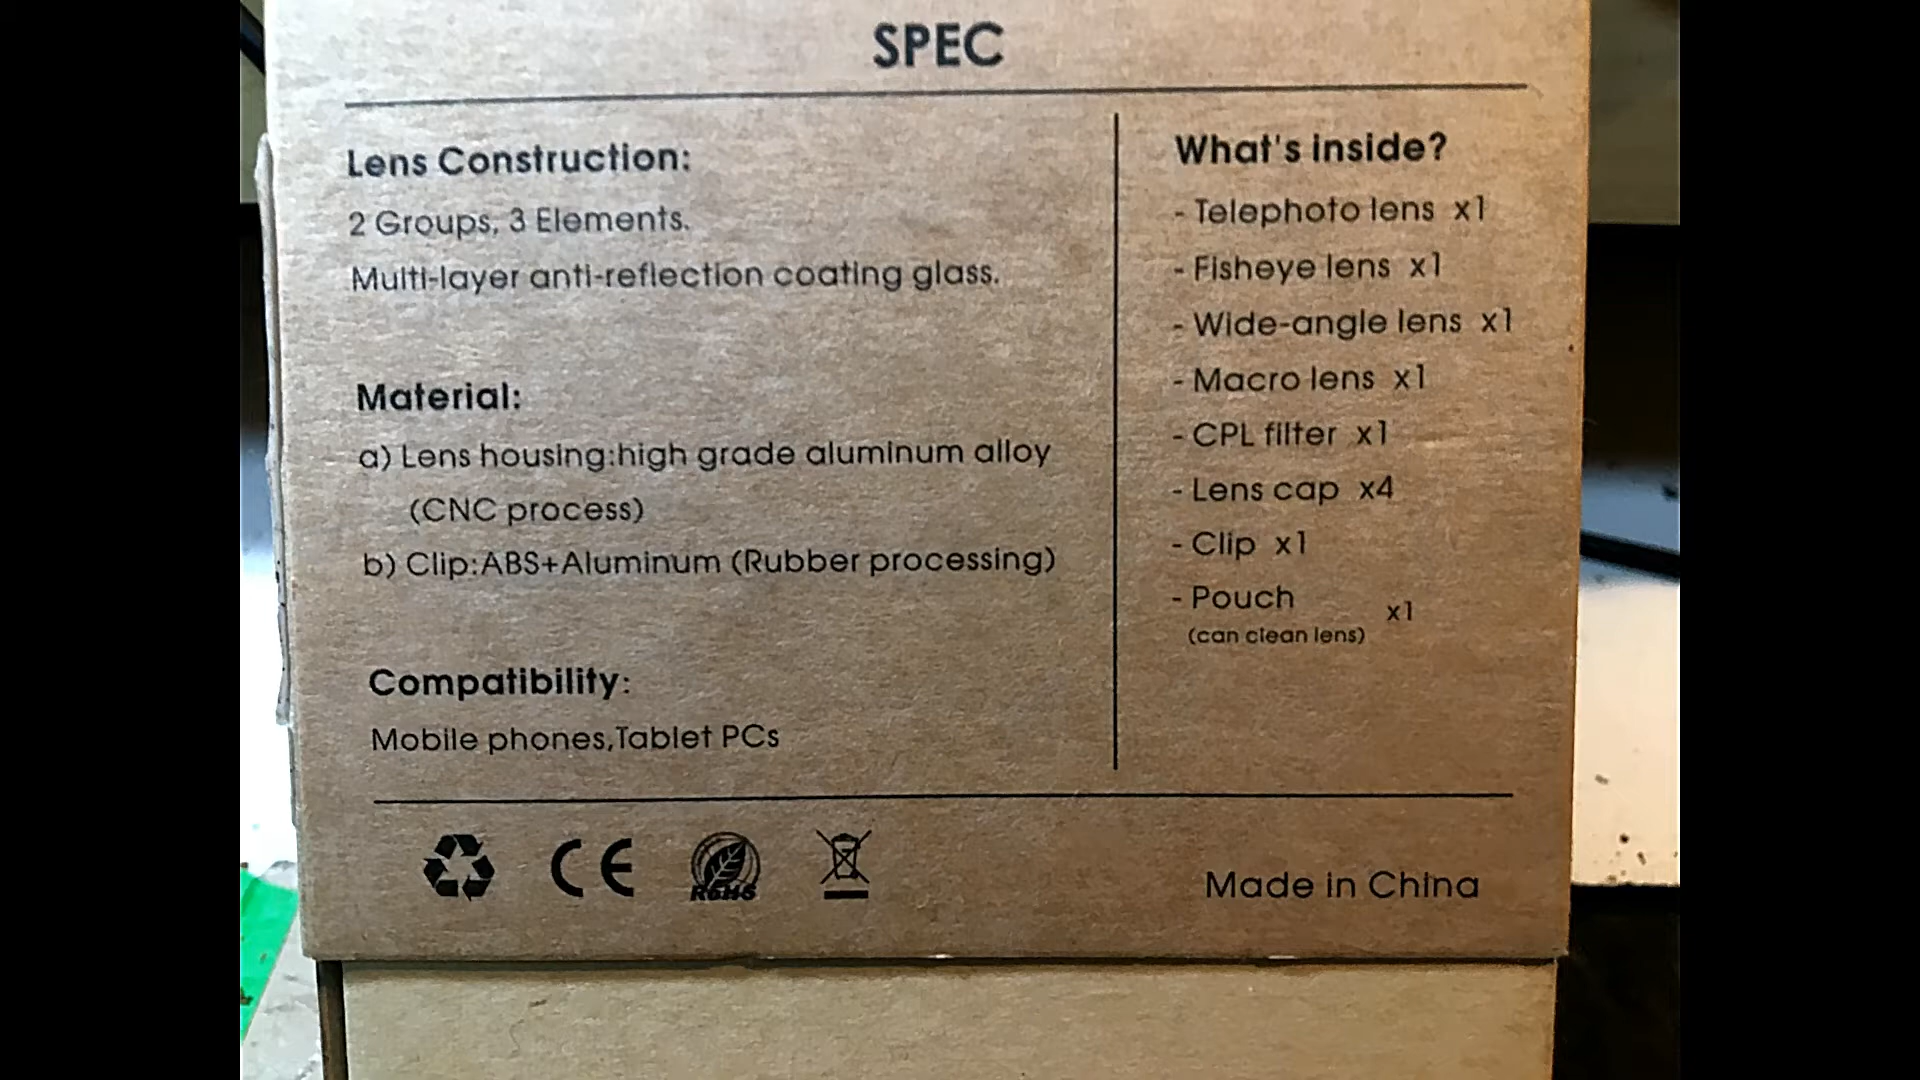 SPEC
Lens Construction:
2 Groups, 3 Elements.
Multi-layer anti-reflection coating glass.
Material:
a) Lens housing:high grade aluminum alloy
(CNC process)
b) Clip:ABS+Aluminum (Rubber processing)
Compatibility:
Mobile phones,Tablet PCs
What's inside?
- Telephoto lens x1
- Fisheye lens x1
- Wide-angle lens x1
- Macro lens x1
- CPL filter x1
- Lens cap x4
- Clip x1
- Pouch x1
(can clean lens)
CE
RoHS
Made in China